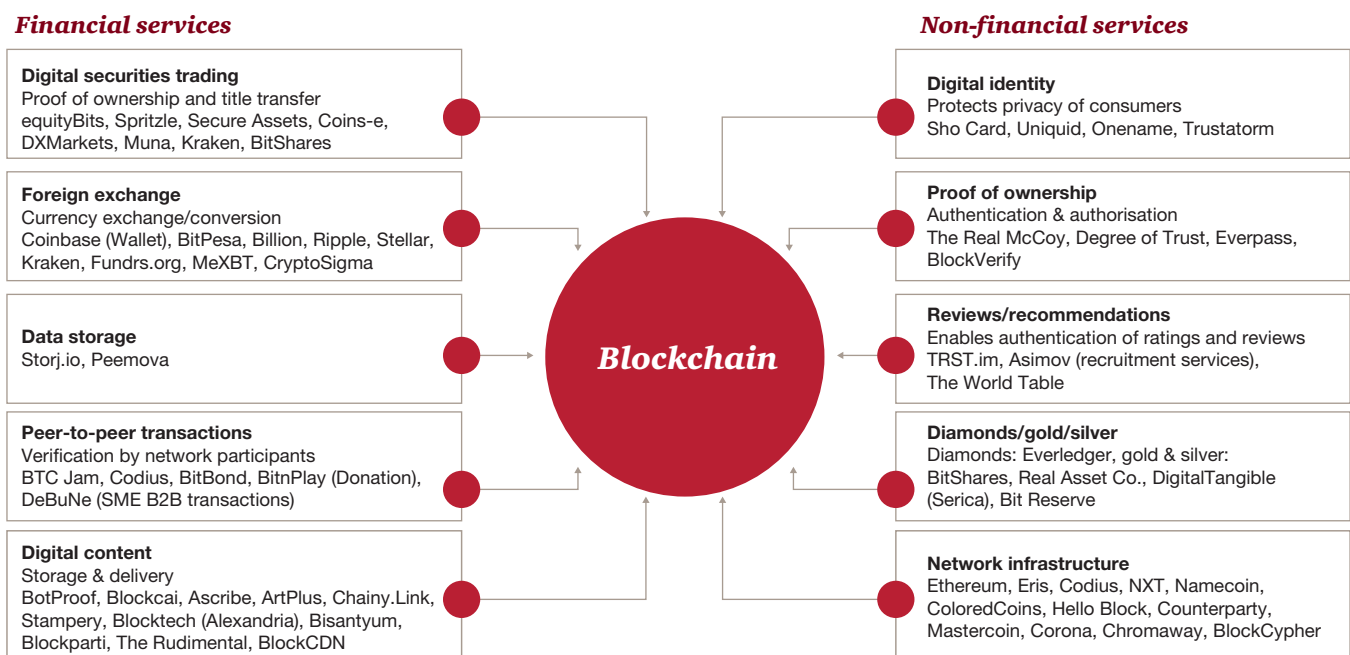 Financial services
Digital securities trading
Proof of ownership and title transfer
equityBits, Spritzle, Secure Assets, Coins-e,
DXMarkets, Muna, Kraken, BitShares
Foreign exchange
Currency exchange/conversion
Coinbase (Wallet), BitPesa, Billion, Ripple, Stellar,
Kraken, Fundrs.org, MeXBT, CryptoSigma
Data storage
Storj.io, Peemova
Peer-to-peer transactions
Verification by network participants
BTC Jam, Codius, BitBond, BitnPlay (Donation),
DeBuNe (SME B2B transactions)
Digital content
Storage & delivery
BotProof, Blockcai, Ascribe, ArtPlus, Chainy.Link,
Stampery, Blocktech (Alexandria), Bisantyum,
Blockparti, The Rudimental, BlockCDN
Blockchain
Non-financial services
Digital identity
Protects privacy of consumers
Sho Card, Uniquid, Onename, Trustatorm
Proof of ownership
Authentication & authorisation
The Real McCoy, Degree of Trust, Everpass,
BlockVerify
Reviews/recommendations
Enables authentication of ratings and reviews
TRST.im, Asimov (recruitment services),
The World Table
Diamonds/gold/silver
Diamonds: Everledger, gold & silver:
BitShares, Real Asset Co., DigitalTangible
(Serica), Bit Reserve
Network infrastructure
Ethereum, Eris, Codius, NXT, Namecoin,
ColoredCoins, Hello Block, Counterparty,
Mastercoin, Corona, Chromaway, BlockCypher